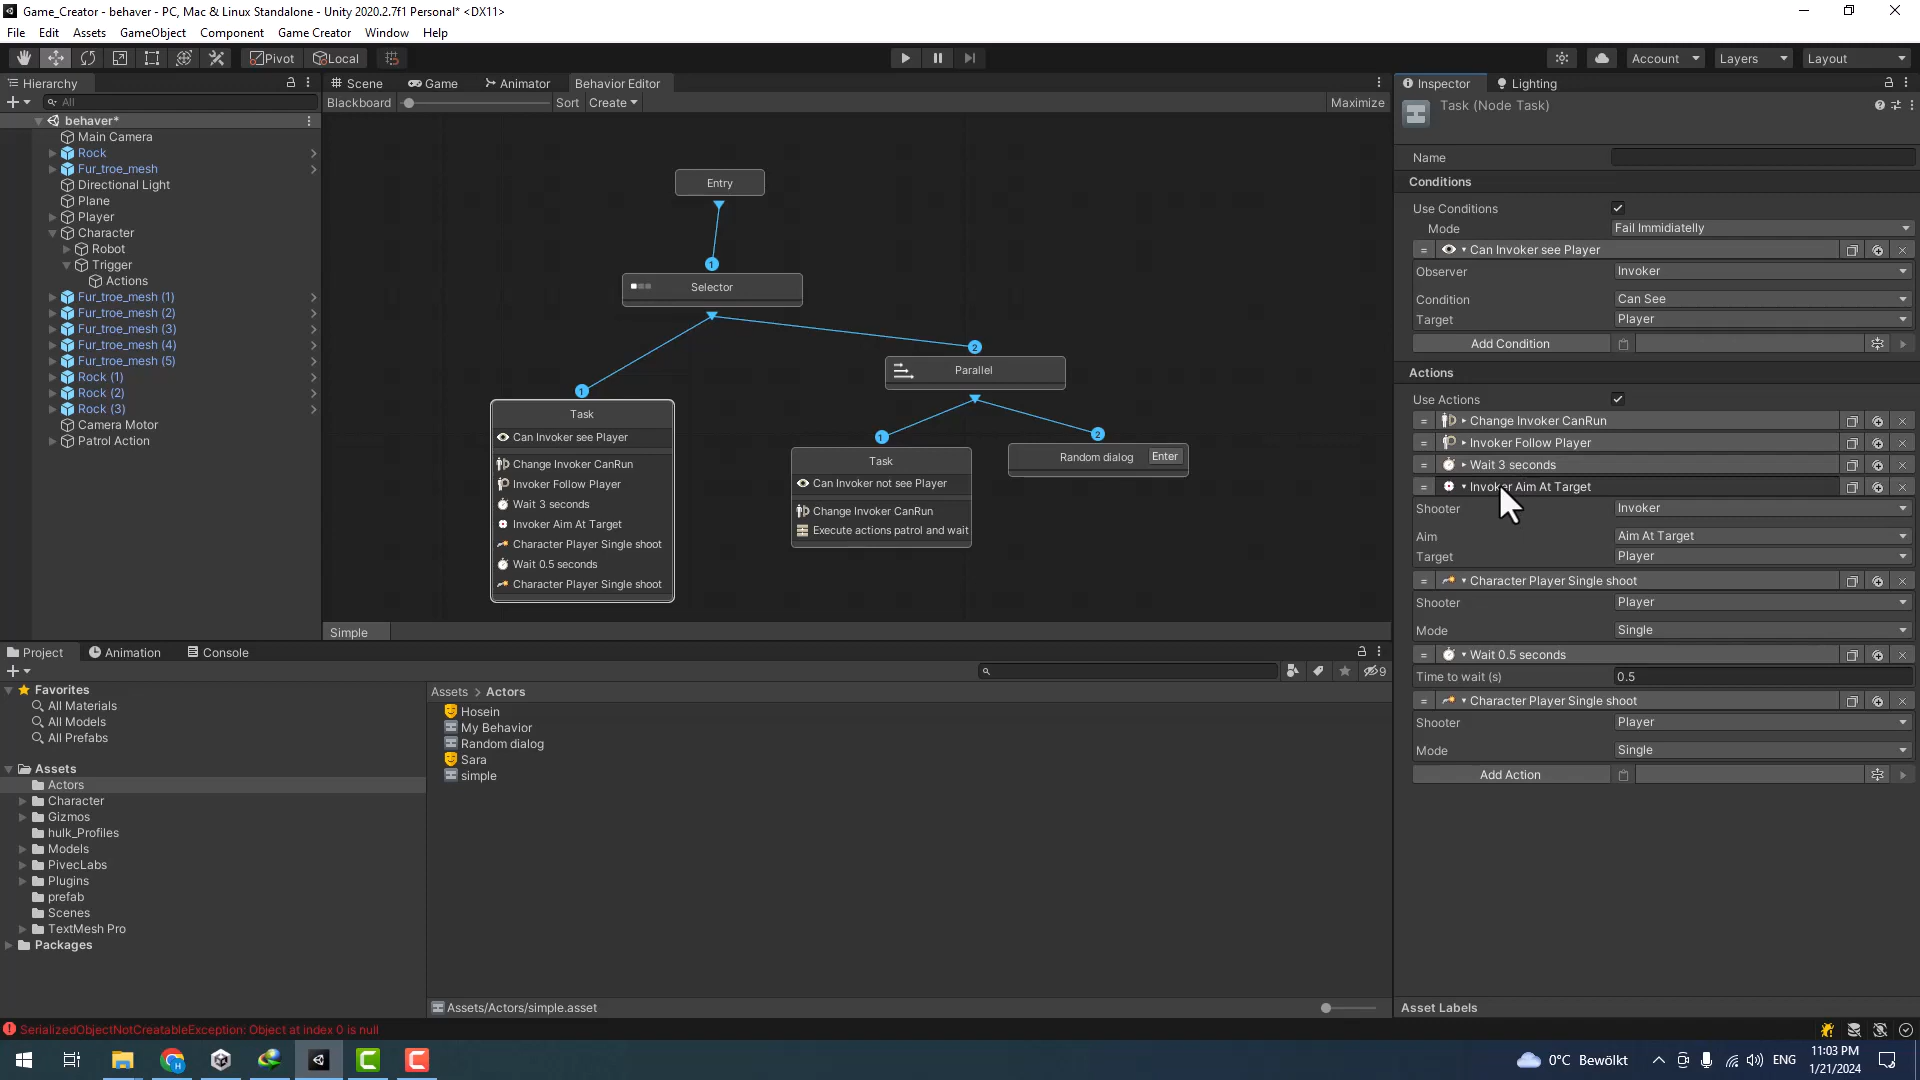 Game_Creator - behaver - PC, Mac & Linux Standalone - Unity 2020.2.7f1 Personal* <DX11>
File Edit Assets GameObject Component Game Creator Window Help
Pivot Local Account Layers Layout
Hierarchy
All
behaver*
Main Camera
Rock
Fur_troe_mesh
Directional Light
Plane
Player
Character
Robot
Trigger
Actions
Fur_troe_mesh (1)
Fur_troe_mesh (2)
Fur_troe_mesh (3)
Fur_troe_mesh (4)
Fur_troe_mesh (5)
Rock (1)
Rock (2)
Rock (3)
Camera Motor
Patrol Action
Scene Game Animator Behavior Editor
Blackboard Sort Create Maximize
Entry
1
Selector
1
Task
Can Invoker see Player
Change Invoker CanRun
Invoker Follow Player
Wait 3 seconds
Invoker Aim At Target
Character Player Single shoot
Wait 0.5 seconds
Character Player Single shoot
2
Parallel
1
Task
Can Invoker not see Player
Change Invoker CanRun
Execute actions patrol and wait
2
Random dialog Enter
Simple
Inspector Lighting
Task (Node Task)
Name
Conditions
Use Conditions
Mode Fail Immidiatelly
Can Invoker see Player
Observer Invoker
Condition Can See
Target Player
Add Condition
Actions
Use Actions
Change Invoker CanRun
Invoker Follow Player
Wait 3 seconds
Invoker Aim At Target
Shooter Invoker
Aim Aim At Target
Target Player
Character Player Single shoot
Shooter Player
Mode Single
Wait 0.5 seconds
Time to wait (s) 0.5
Character Player Single shoot
Shooter Player
Mode Single
Add Action
Asset Labels
Project Animation Console
9
Favorites
All Materials
All Models
All Prefabs
Assets
Actors
Character
Gizmos
hulk_Profiles
Models
PivecLabs
Plugins
prefab
Scenes
TextMesh Pro
Packages
Assets > Actors
Hosein
My Behavior
Random dialog
Sara
simple
Assets/Actors/simple.asset
SerializedObjectNotCreatableException: Object at index 0 is null
0°C Bewölkt
ENG
11:03 PM
1/21/2024